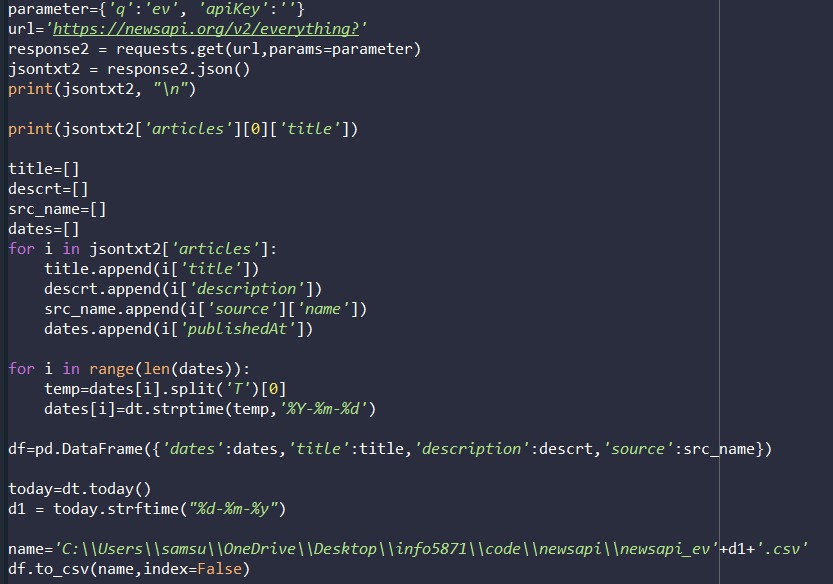 parameter={'q':'ev', 'apiKey':''}
url='https://newsapi.org/v2/everything?'
response2 = requests.get(url,params=parameter)
jsontxt2 = response2.json()
print(jsontxt2, "\n")
print(jsontxt2['articles'][0]['title'])
title=[]
descrt=[]
src_name=[]
dates=[]
for i in jsontxt2['articles']:
    title.append(i['title'])
    descrt.append(i['description'])
    src_name.append(i['source']['name'])
    dates.append(i['publishedAt'])
for i in range(len(dates)):
    temp=dates[i].split('T')[0]
    dates[i]=dt.strptime(temp,'%Y-%m-%d')
df=pd.DataFrame({'dates':dates,'title':title,'description':descrt,'source':src_name})
today=dt.today()
d1 = today.strftime("%d-%m-%y")
name='C:\\Users\\samsu\\OneDrive\\Desktop\\info5871\\code\\newsapi\\newsapi_ev'+d1+'.csv'
df.to_csv(name,index=False)